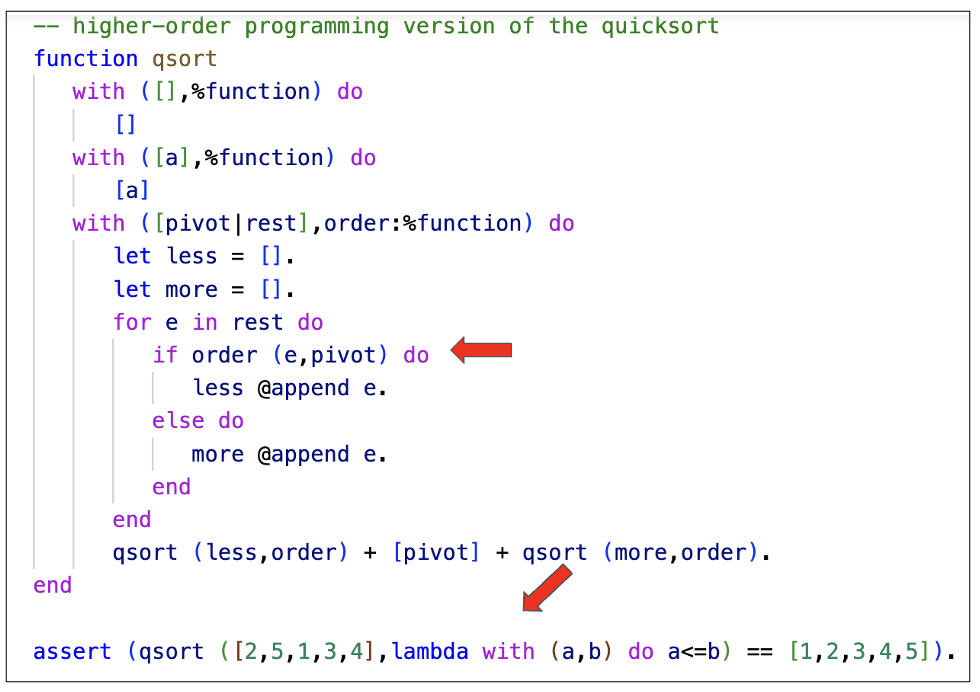 -- higher-order programming version of the quicksort
function qsort
with ([],%function) do
[]
with ([a],%function) do
[a]
with ([pivot|rest],order:%function) do
let less = [].
let more = [].
for e in rest do
if order (e,pivot) do
less @append e.
else do
more @append e.
end
end
qsort (less,order) + [pivot] + qsort (more,order).
end
assert (qsort ([2,5,1,3,4],lambda with (a,b) do a<=b) == [1,2,3,4,5]).